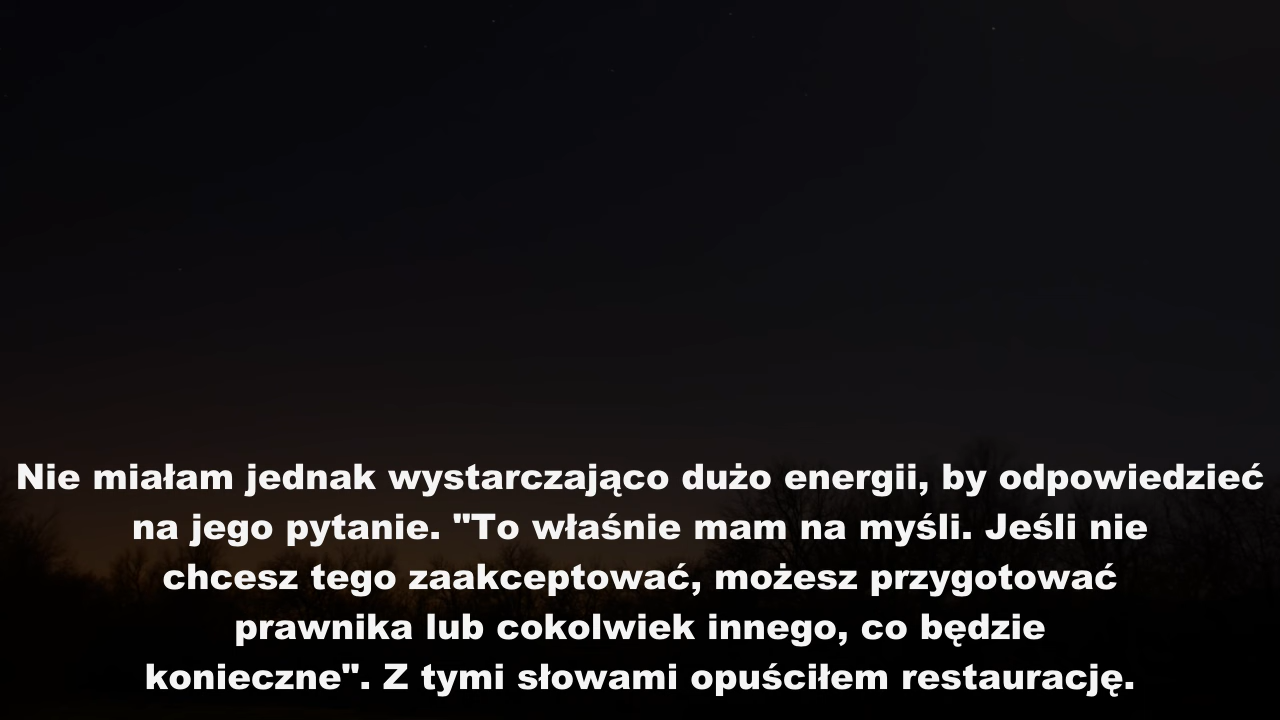 Nie miałam jednak wystarczająco dużo energii, by odpowiedzieć
na jego pytanie. "To właśnie mam na myśli. Jeśli nie
chcesz tego zaakceptować, możesz przygotować
prawnika lub cokolwiek innego, co będzie
konieczne". Z tymi słowami opuściłem restaurację.